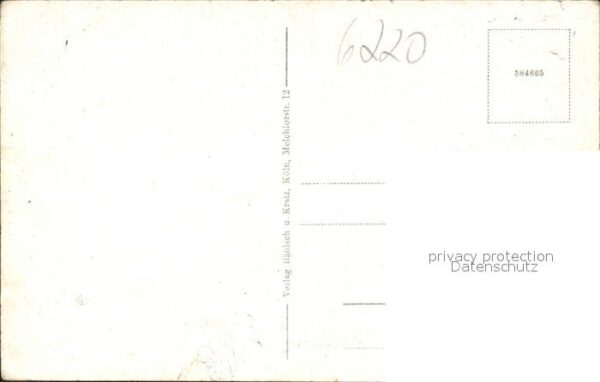 6220
584665
Verlag Hänisch u Kratz, Köln, Melchiorstr. 12
privacy protection
Datenschutz